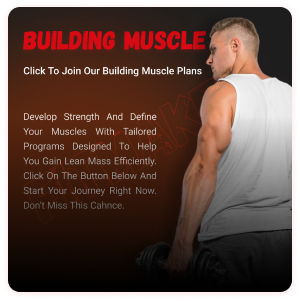 BUILDING MUSCLE
Click To Join Our Building Muscle Plans
Develop Strength And Define
Your Muscles With Tailored
Programs Designed To Help
You Gain Lean Mass Efficiently.
Click On The Button Below And
Start Your Journey Right Now.
Don't Miss This Cahnce.